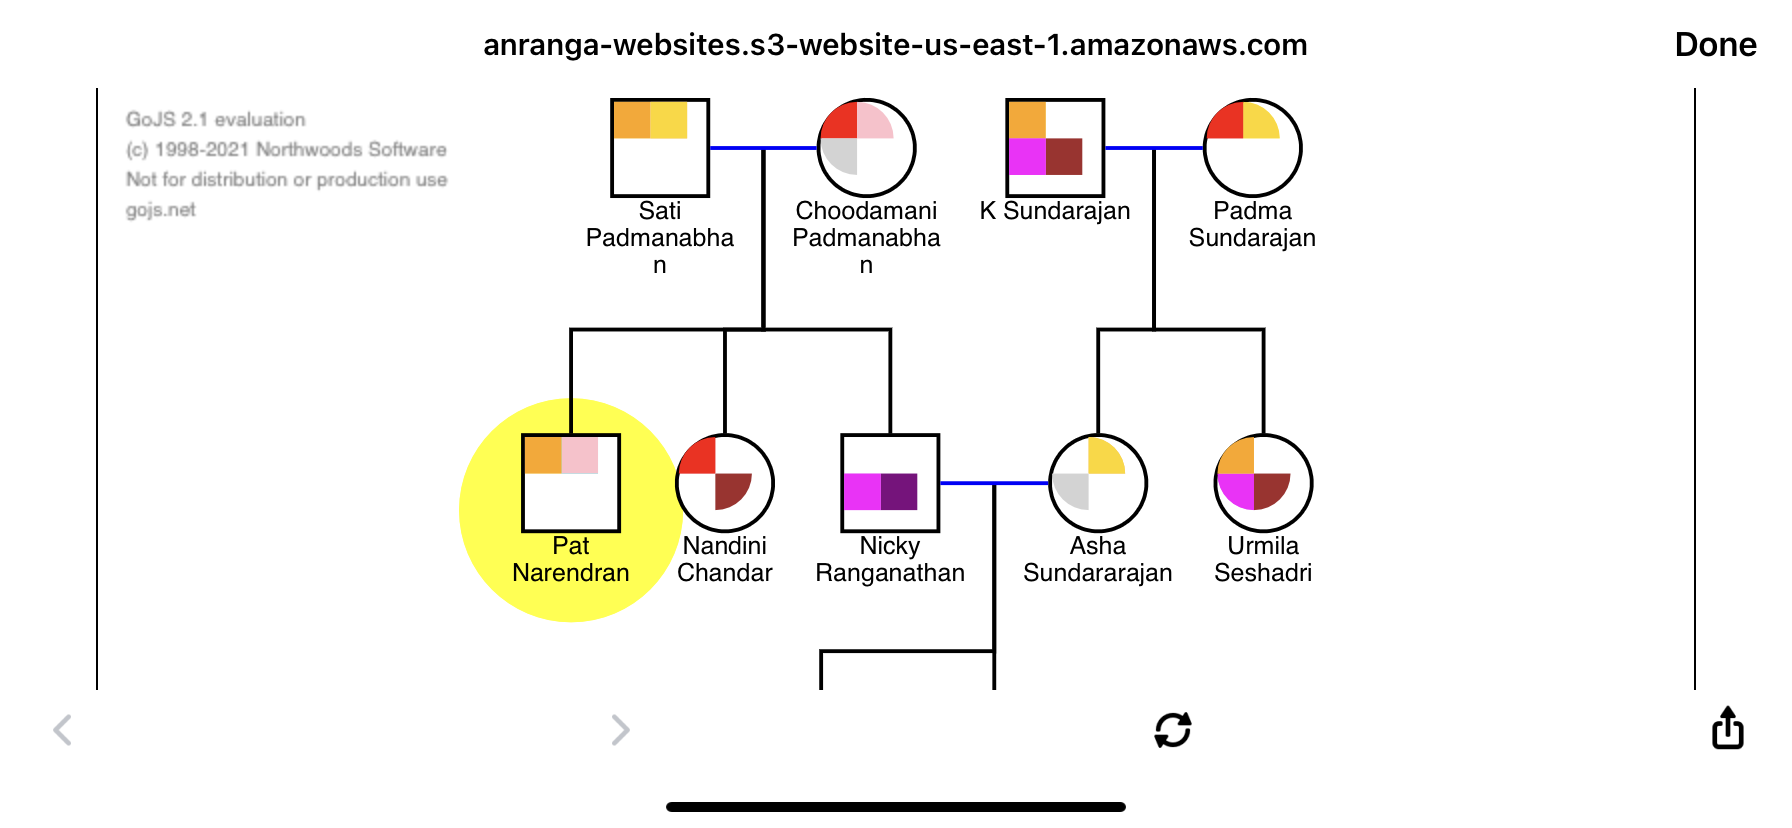 anranga-websites.s3-website-us-east-1.amazonaws.com
Done
GoJS 2.1 evaluation
(c) 1998-2021 Northwoods Software
Not for distribution or production use
gojs.net
Sati
Padmanabha
n
Choodamani
Padmanabha
n
K Sundarajan
Padma
Sundarajan
Pat
Narendran
Nandini
Chandar
Nicky
Ranganathan
Asha
Sundararajan
Urmila
Seshadri